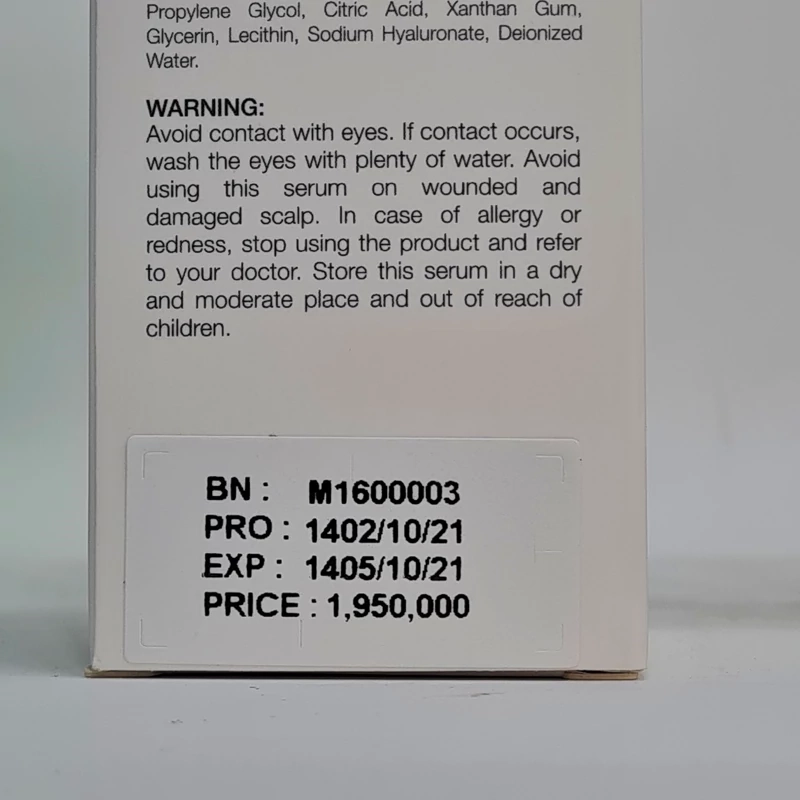 Propylene Glycol, Citric Acid, Xanthan Gum,
Glycerin, Lecithin, Sodium Hyaluronate, Deionized
Water.
WARNING:
Avoid contact with eyes. If contact occurs,
wash the eyes with plenty of water. Avoid
using this serum on wounded and
damaged scalp. In case of allergy or
redness, stop using the product and refer
to your doctor. Store this serum in a dry
and moderate place and out of reach of
children.
BN : M1600003
PRO : 1402/10/21
EXP : 1405/10/21
PRICE : 1,950,000